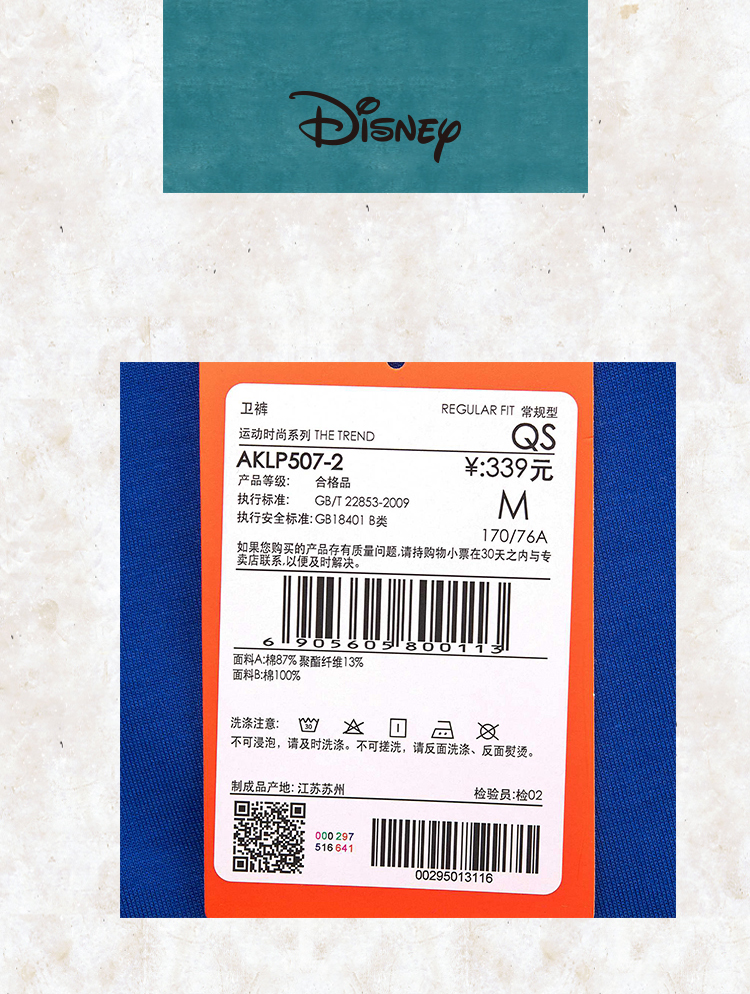 Disney
卫裤
REGULAR FIT 常规型
运动时尚系列 THE TREND
QS
AKLP507-2
¥:339元
产品等级: 合格品
执行标准: GB/T 22853-2009
M
执行安全标准: GB18401 B类
170/76A
如果您购买的产品存有质量问题,请持购物小票在30天之内与专
卖店联系,以便及时解决。
6 905605 800113
面料A:棉87% 聚酯纤维13%
面料B:棉100%
洗涤注意: 30
不可浸泡，请及时洗涤。不可搓洗，请反面洗涤、反面熨烫。
制成品产地: 江苏苏州
检验员:检02
000 297
516 641
00295013116